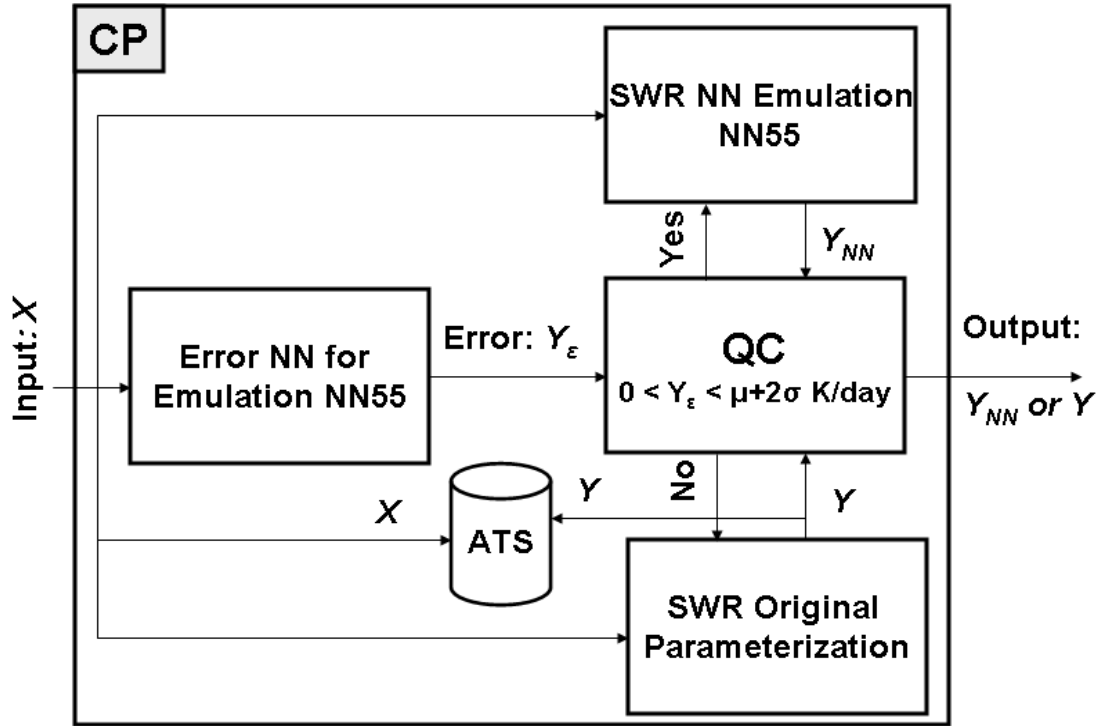 CP
SWR NN Emulation
NN55
Yes
Y_NN
Input: X
Error NN for
Emulation NN55
Error: Y_ε
QC
0 < Y_ε < μ+2σ K/day
Output:
Y_NN or Y
No
X
Y
Y
ATS
SWR Original
Parameterization